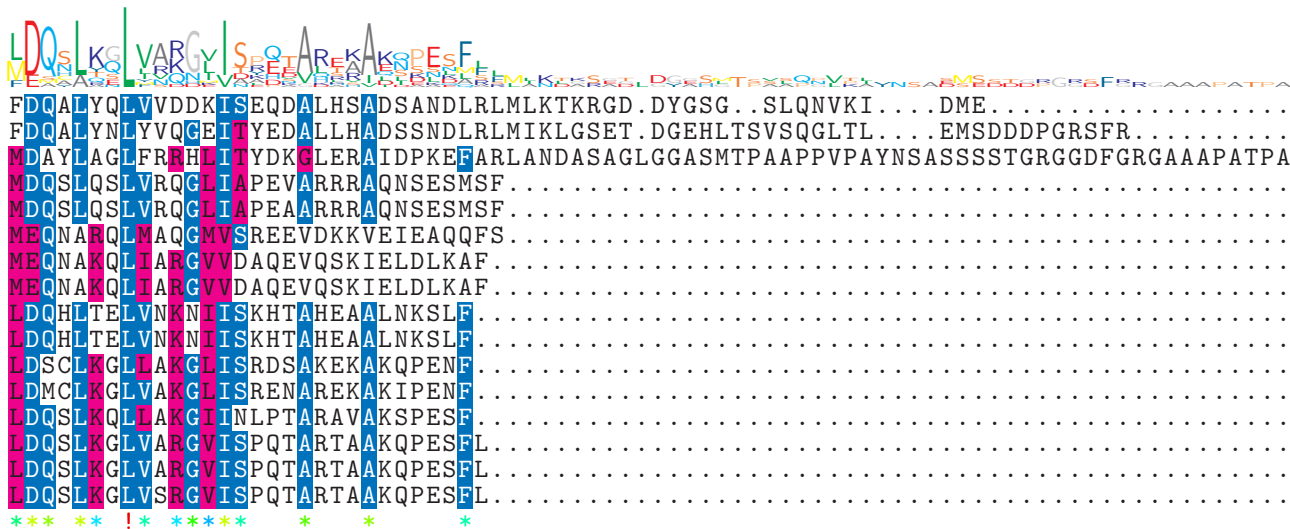 LDQSLKGLVARGYISPQTAREKAKQPESF
FDQALYQLVVDDKISEQDALHSADSANDLRLMLKTKRGD.DYGSG..SLQNVKI    DME...................
FDQALYNLYVQGEITYEDALLHADSSNDLRLMIKLGSET.DGEHLTSVSQGLTL    EMSDDDPGRSFR..........
MDAYLAGLFRRHLITYDKGLERAIDPKEFARLANDASAGLGGASMTPAAPPVPAYNSASSSSTGRGGDFGRGAAAPATPA
MDQSLQSLVRQGLIAPEVARRRAQNSESMSF.................................................
MDQSLQSLVRQGLIAPEAARRRAQNSESMSF.................................................
MEQNARQLMAQGMVSREEVDKKVEIEAQQFS.................................................
MEQNAKQLIARGVVDAQEVQSKIELDLKAF..................................................
MEQNAKQLIARGVVDAQEVQSKIELDLKAF..................................................
LDQHLTELVNKNIISKHTAHEAALNKSLF...................................................
LDQHLTELVNKNIISKHTAHEAALNKSLF...................................................
LDSCLKGLLAKGLISRDSAKEKAKQPENF...................................................
LDMCLKGLVAKGLISRENAREKAKIPENF...................................................
LDQSLKQLLAKGIINLPTARAVAKSPESF...................................................
LDQSLKGLVARGVISPQTARTAAKQPESFL..................................................
LDQSLKGLVARGVISPQTARTAAKQPESFL..................................................
LDQSLKGLVSRGVISPQTARTAAKQPESFL..................................................
*** ** !* *****   *   *     *